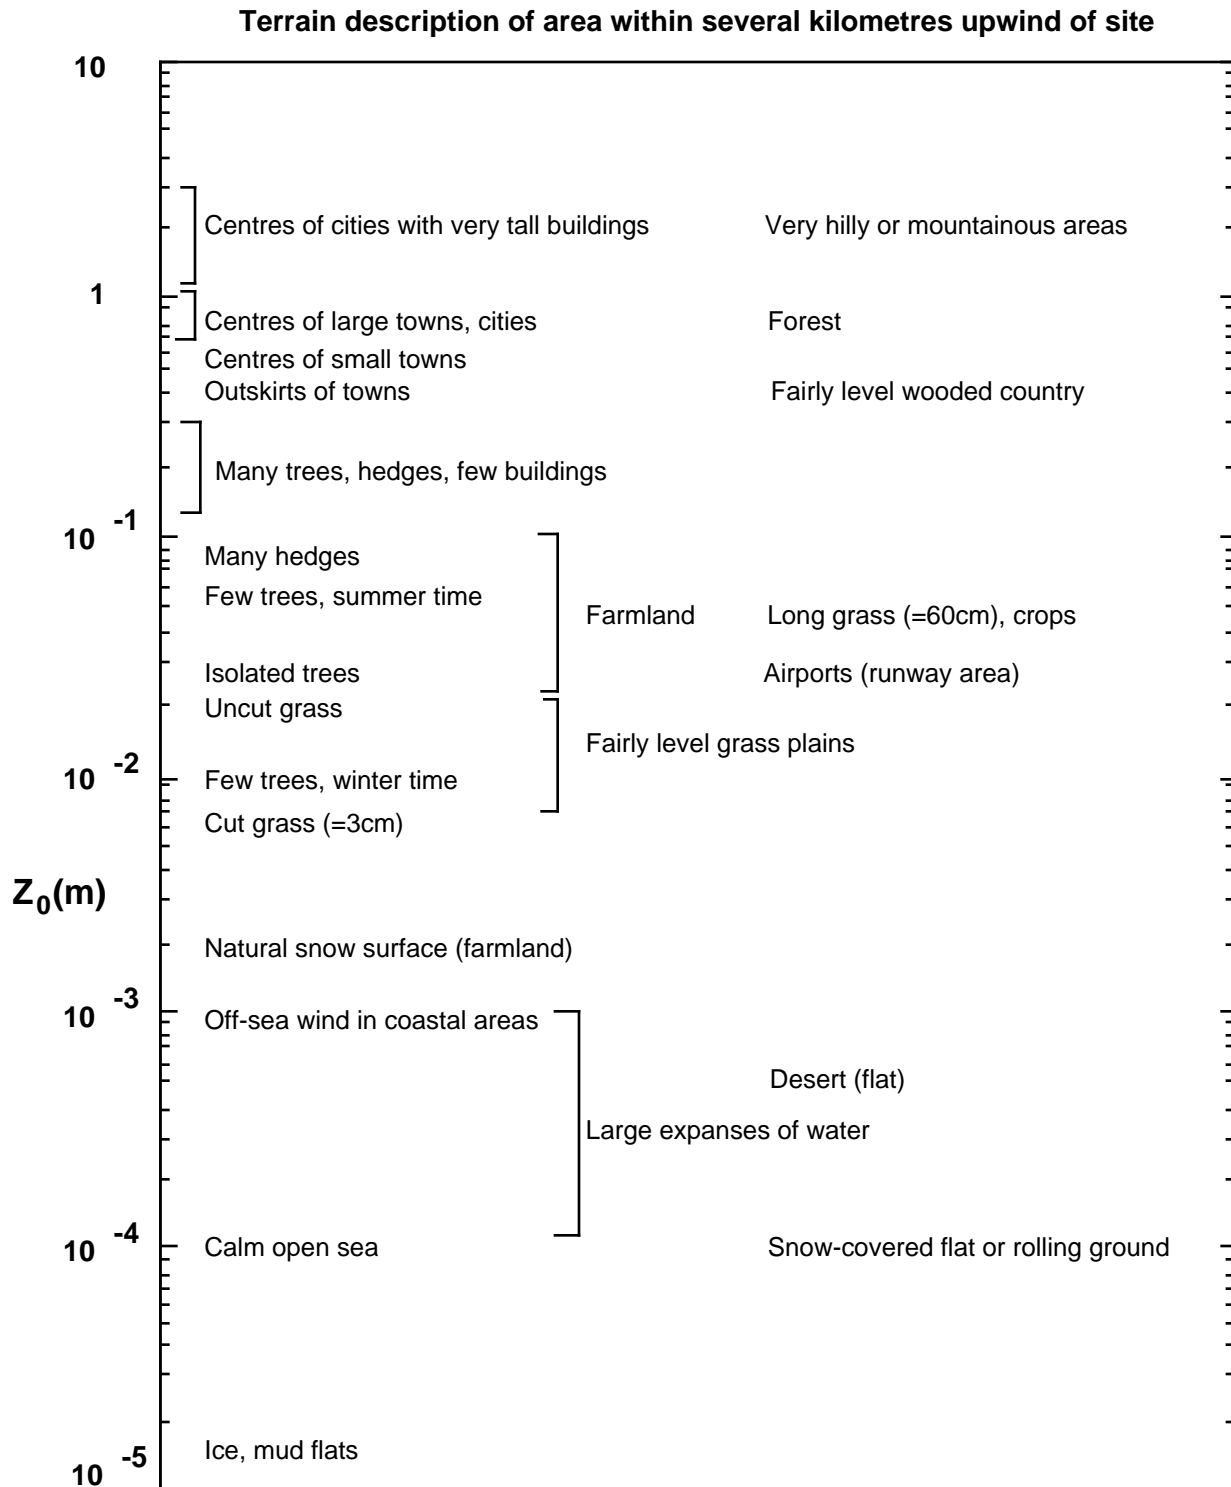 Terrain description of area within several kilometres upwind of site
10
Centres of cities with very tall buildings Very hilly or mountainous areas
1
Centres of large towns, cities Forest
Centres of small towns
Outskirts of towns Fairly level wooded country
Many trees, hedges, few buildings
10 -1
Many hedges
Few trees, summer time
Farmland Long grass (=60cm), crops
Isolated trees Airports (runway area)
Uncut grass
Fairly level grass plains
10 -2
Few trees, winter time
Cut grass (=3cm)
Z0(m)
Natural snow surface (farmland)
10 -3
Off-sea wind in coastal areas
Desert (flat)
Large expanses of water
10 -4
Calm open sea Snow-covered flat or rolling ground
Ice, mud flats
10 -5